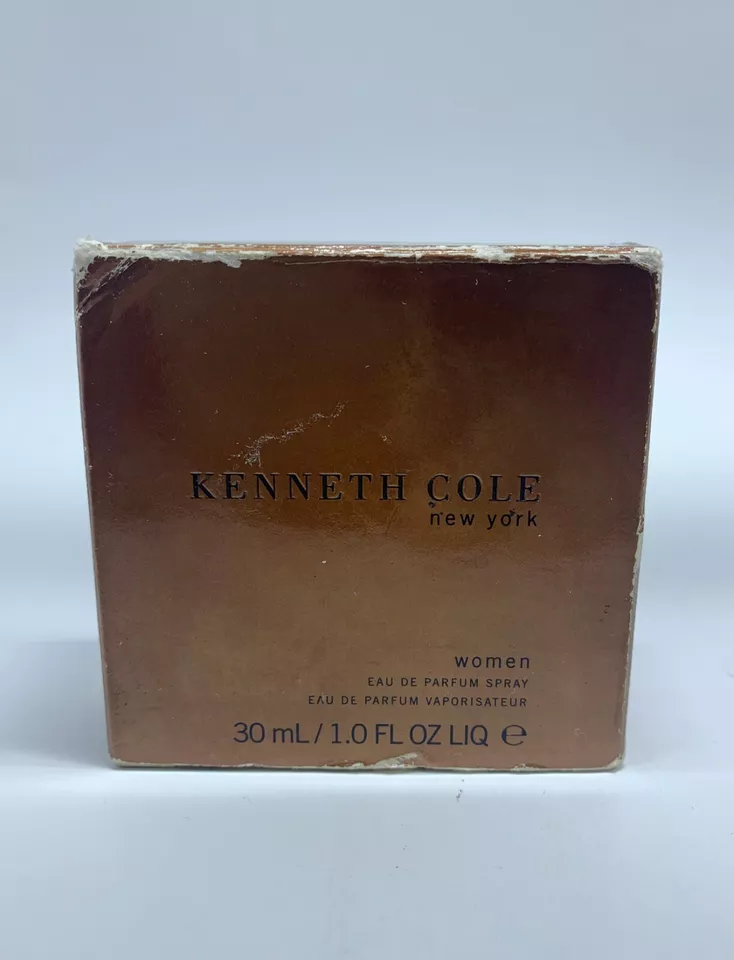 KENNETH COLE
new york
women
EAU DE PARFUM SPRAY
EAU DE PARFUM VAPORISATEUR
30 mL / 1.0 FL OZ LIQ ℮